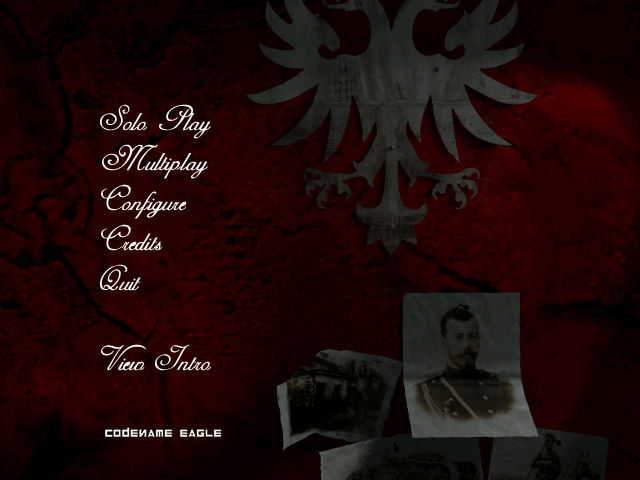 Solo Play
Multiplay
Configure
Credits
Quit
View Intro
CODENAME EAGLE